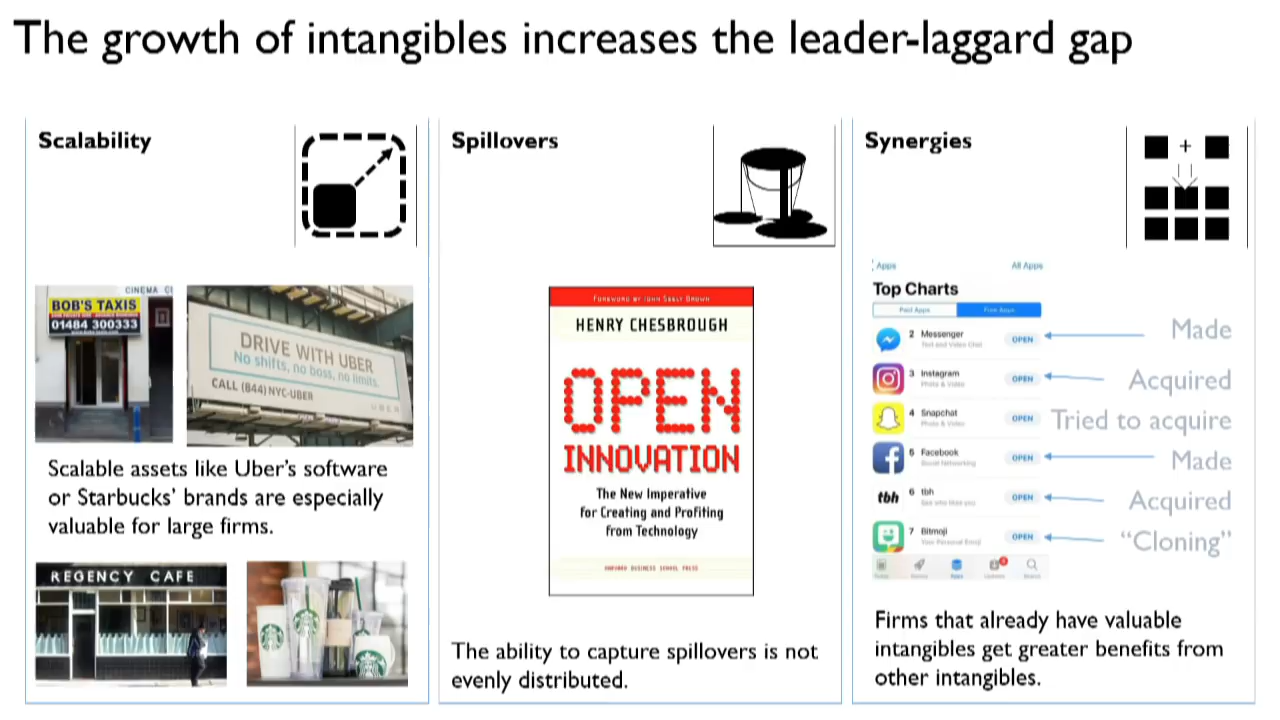 The growth of intangibles increases the leader-laggard gap
Scalability
CINEMA
BOB'S TAXIS
01484 300333
DRIVE WITH UBER
No shifts, no boss, no limits.
CALL (844) NYC-UBER
UBER
Scalable assets like Uber's software
or Starbucks' brands are especially
valuable for large firms.
REGENCY CAFE
Spillovers
FOREWORD BY JOHN SEELY BROWN
HENRY CHESBROUGH
OPEN
INNOVATION
The New Imperative
for Creating and Profiting
from Technology
HARVARD BUSINESS SCHOOL PRESS
The ability to capture spillovers is not
evenly distributed.
Synergies
+
Apps All Apps
Top Charts
Paid Apps Free Apps
2 Messenger OPEN Made
Text and Video Chat
3 Instagram OPEN Acquired
Photo & Video
4 Snapchat OPEN Tried to acquire
Photo & Video
5 Facebook OPEN Made
Social Networking
tbh 6 tbh OPEN Acquired
See who likes you
7 Bitmoji OPEN "Cloning"
Your Personal Emoji
Apps Updates Search
Firms that already have valuable
intangibles get greater benefits from
other intangibles.